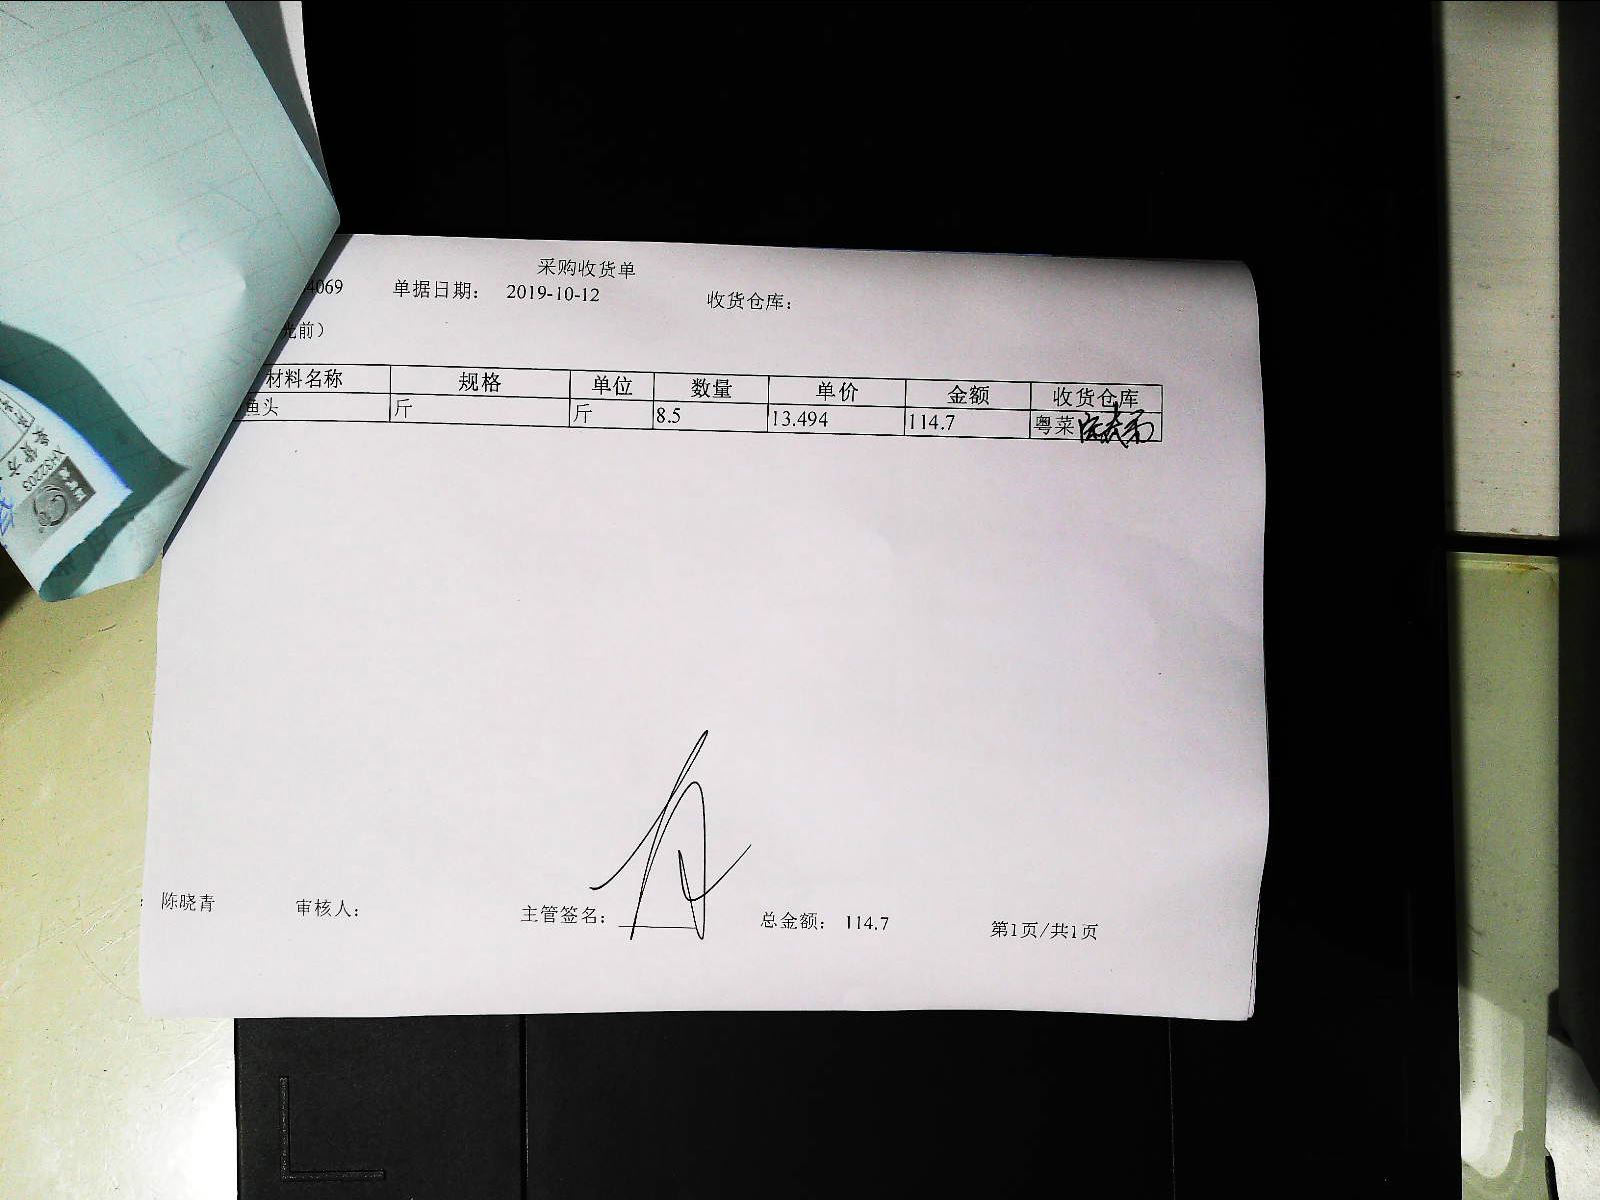 采购收货单
4069 单据日期: 2019-10-12 收货仓库:
光前)
材料名称 规格 单位 数量 单价 金额 收货仓库
鱼头 斤 斤 8.5 13.494 114.7 粤菜
XH32203
陈晓青 审核人: 主管签名: 总金额: 114.7 第1页/共1页